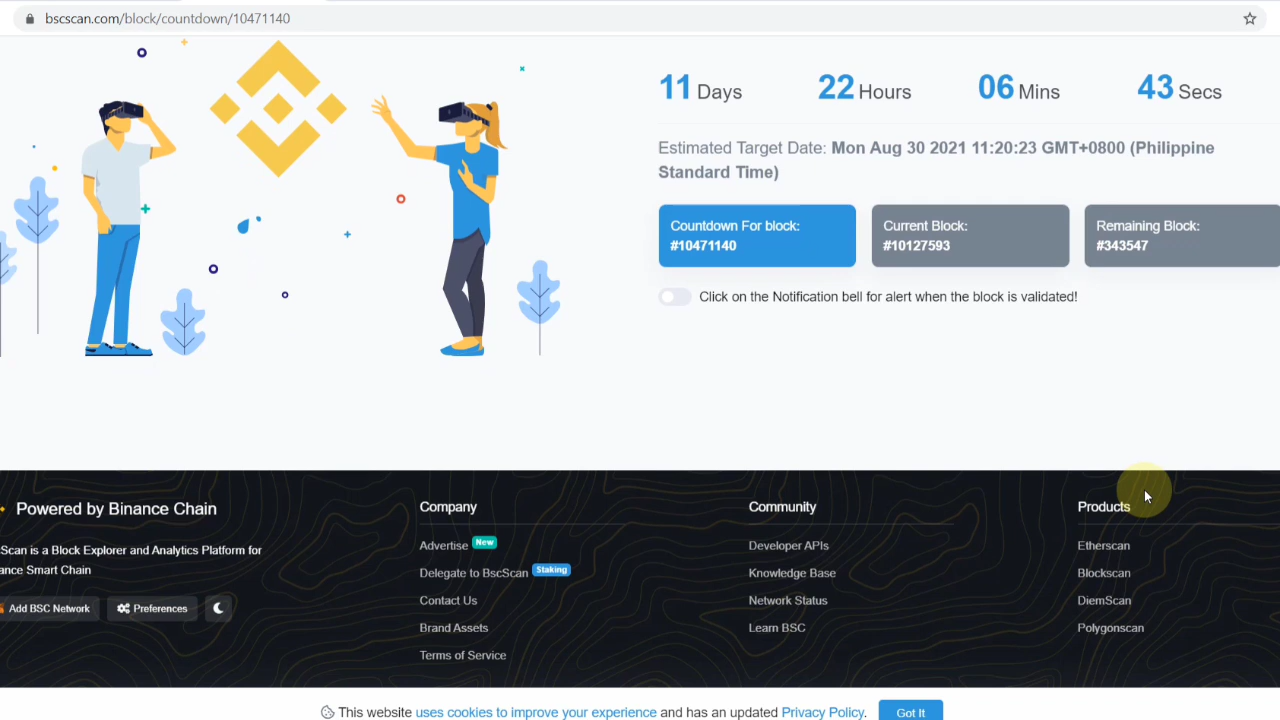 bscscan.com/block/countdown/10471140
11 Days 22 Hours 06 Mins 43 Secs
Estimated Target Date: Mon Aug 30 2021 11:20:23 GMT+0800 (Philippine
Standard Time)
Countdown For block:
#10471140
Current Block:
#10127593
Remaining Block:
#343547
Click on the Notification bell for alert when the block is validated!
Powered by Binance Chain
Scan is a Block Explorer and Analytics Platform for
ance Smart Chain
Add BSC Network
Preferences
Company
Advertise New
Delegate to BscScan Staking
Contact Us
Brand Assets
Terms of Service
Community
Developer APIs
Knowledge Base
Network Status
Learn BSC
Products
Etherscan
Blockscan
DiemScan
Polygonscan
This website uses cookies to improve your experience and has an updated Privacy Policy.
Got It